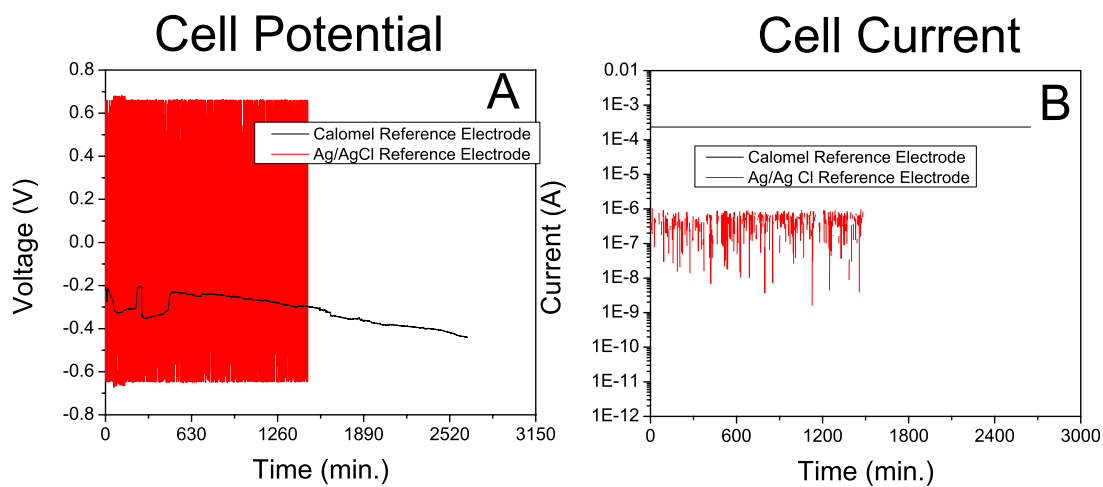 Cell Potential
Cell Current
A
Calomel Reference Electrode
Ag/AgCl Reference Electrode
0.8
0.6
0.4
0.2
0.0
-0.2
-0.4
-0.6
-0.8
Voltage (V)
0 630 1260 1890 2520 3150
Time (min.)
B
Calomel Reference Electrode
Ag/Ag Cl Reference Electrode
0.01
1E-3
1E-4
1E-5
1E-6
1E-7
1E-8
1E-9
1E-10
1E-11
1E-12
Current (A)
0 600 1200 1800 2400 3000
Time (min.)